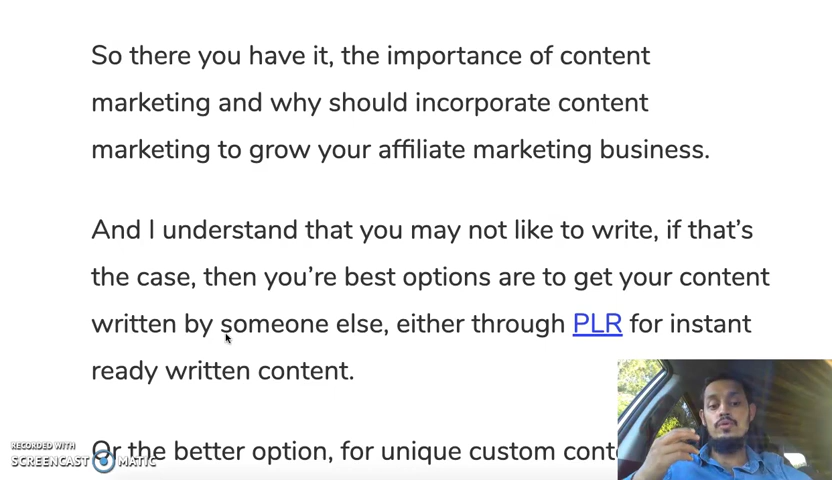 So there you have it, the importance of content
marketing and why should incorporate content
marketing to grow your affiliate marketing business.
And I understand that you may not like to write, if that's
the case, then you're best options are to get your content
written by someone else, either through PLR for instant
ready written content.
Or the better option, for unique custom cont
RECORDED WITH
SCREENCAST MATIC